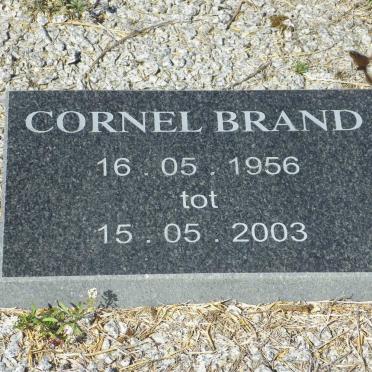 CORNEL BRAND
16 . 05 . 1956
tot
15 . 05 . 2003